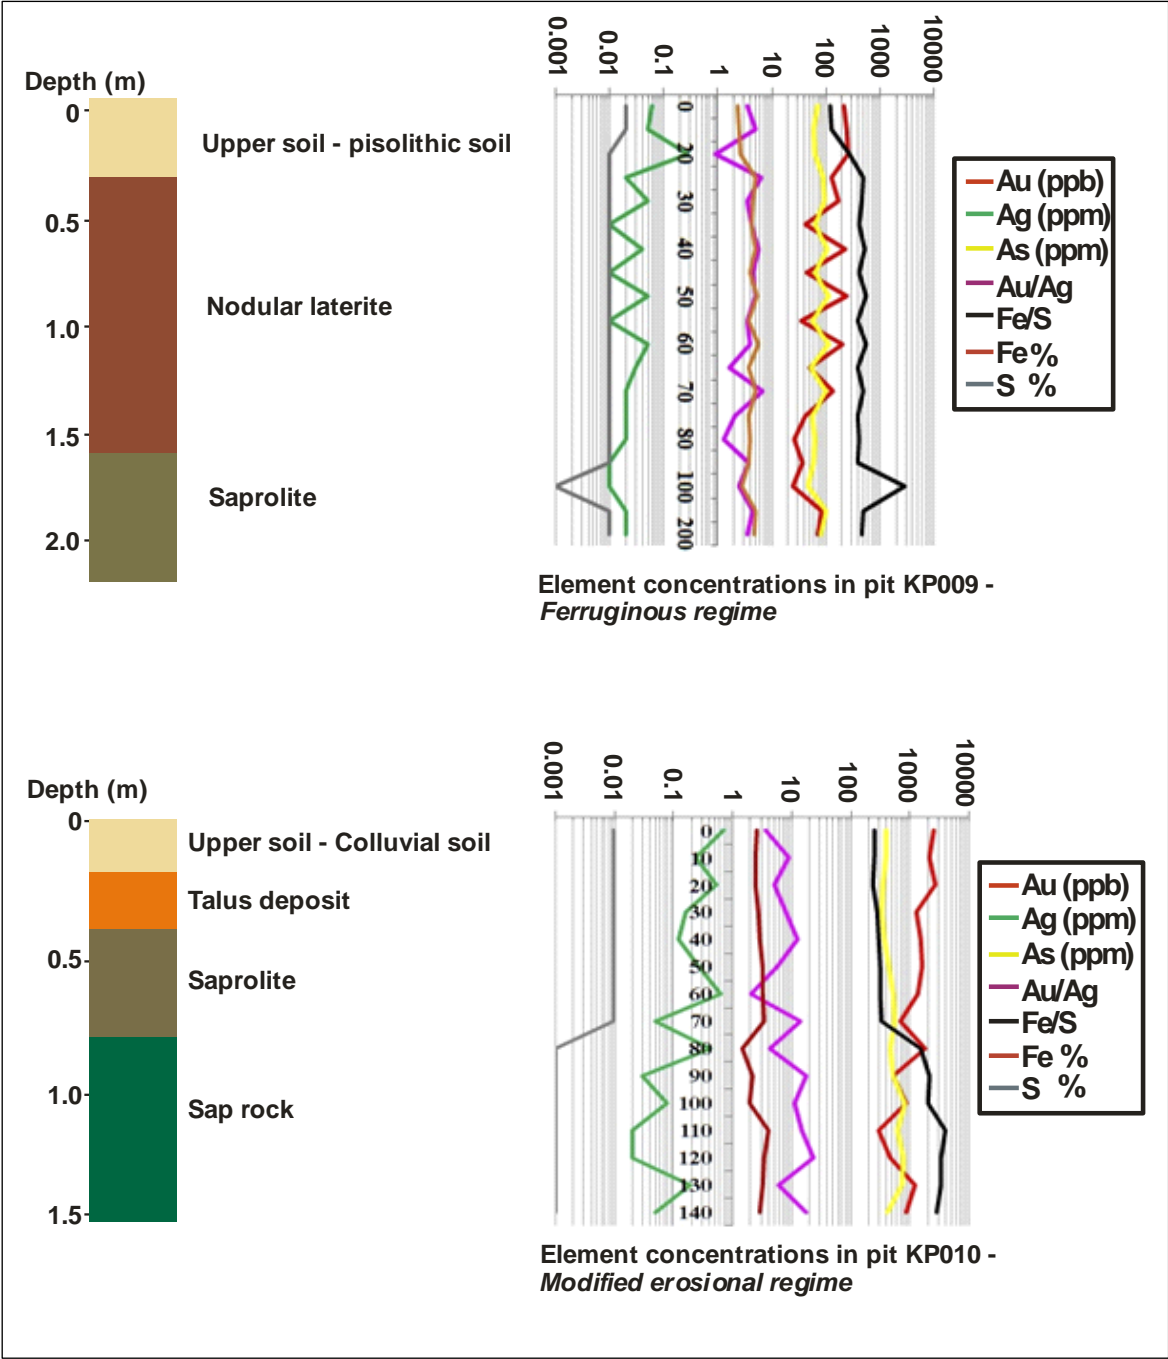 Depth (m)
0
0.5
1.0
1.5
2.0
Upper soil - pisolithic soil
Nodular laterite
Saprolite
0.001 0.01 0.1 1 10 100 1000 10000
0
20
30
40
50
60
70
80
100
200
Au (ppb)
Ag (ppm)
As (ppm)
Au/Ag
Fe/S
Fe %
S %
Element concentrations in pit KP009 -
Ferruginous regime
Depth (m)
0
0.5
1.0
1.5
Upper soil - Colluvial soil
Talus deposit
Saprolite
Sap rock
0.001 0.01 0.1 1 10 100 1000 10000
0
10
20
30
40
50
60
70
80
90
100
110
120
130
140
Au (ppb)
Ag (ppm)
As (ppm)
Au/Ag
Fe/S
Fe %
S %
Element concentrations in pit KP010 -
Modified erosional regime